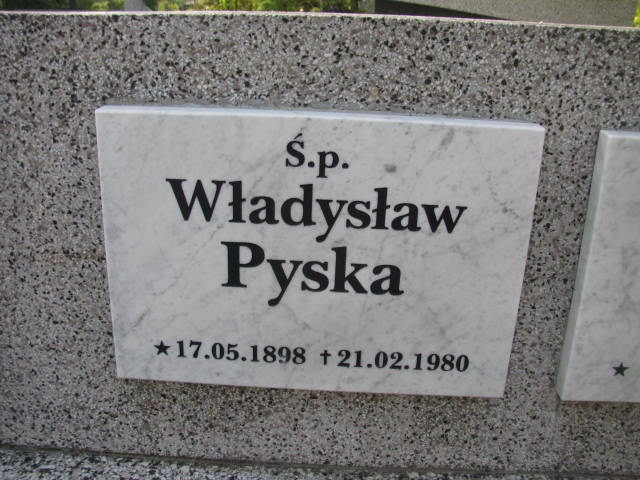 Ś.p.
Władysław
Pyska
★ 17.05.1898 † 21.02.1980
★